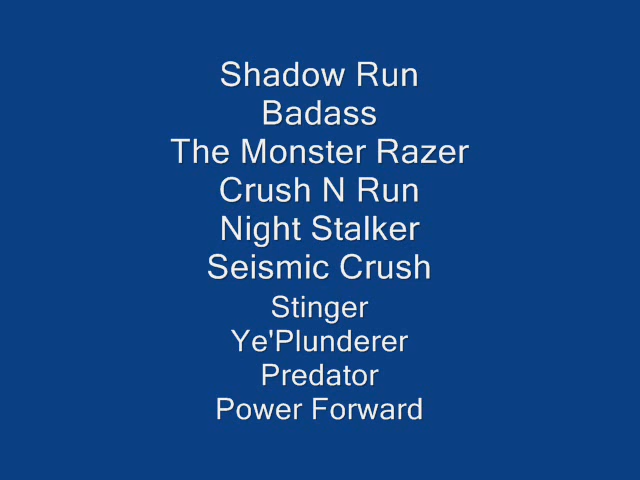 Shadow Run
Badass
The Monster Razer
Crush N Run
Night Stalker
Seismic Crush
Stinger
Ye'Plunderer
Predator
Power Forward